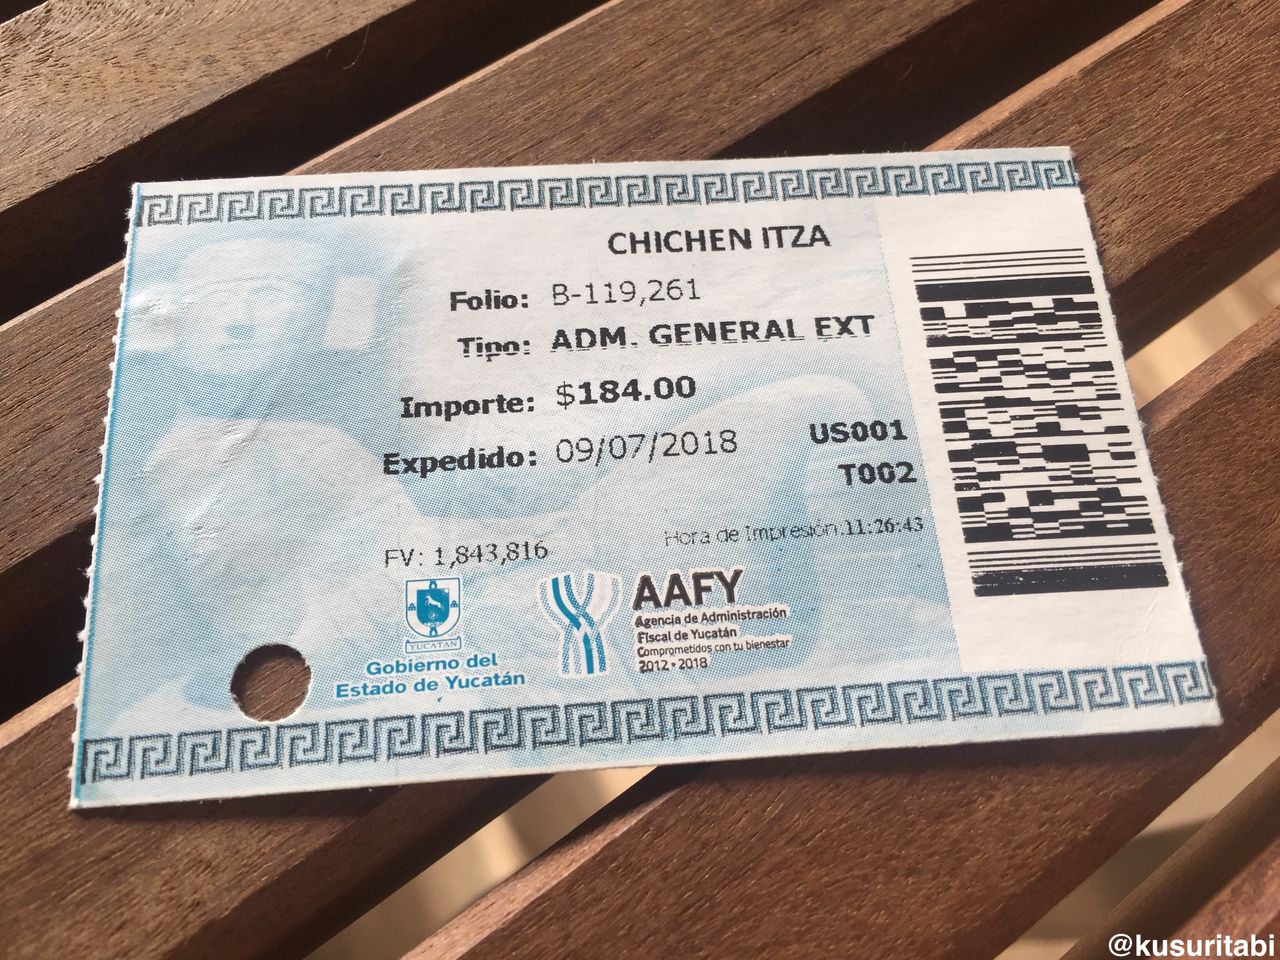 CHICHEN ITZA
Folio: B-119,261
Tipo: ADM. GENERAL EXT
Importe: $184.00
Expedido: 09/07/2018
US001
T002
Hora de Impresión:11:26:43
FV: 1,843,816
YUCATAN
Gobierno del
Estado de Yucatán
AAFY
Agencia de Administración
Fiscal de Yucatán
Comprometidos con tu bienestar
2012 • 2018
@kusuritabi